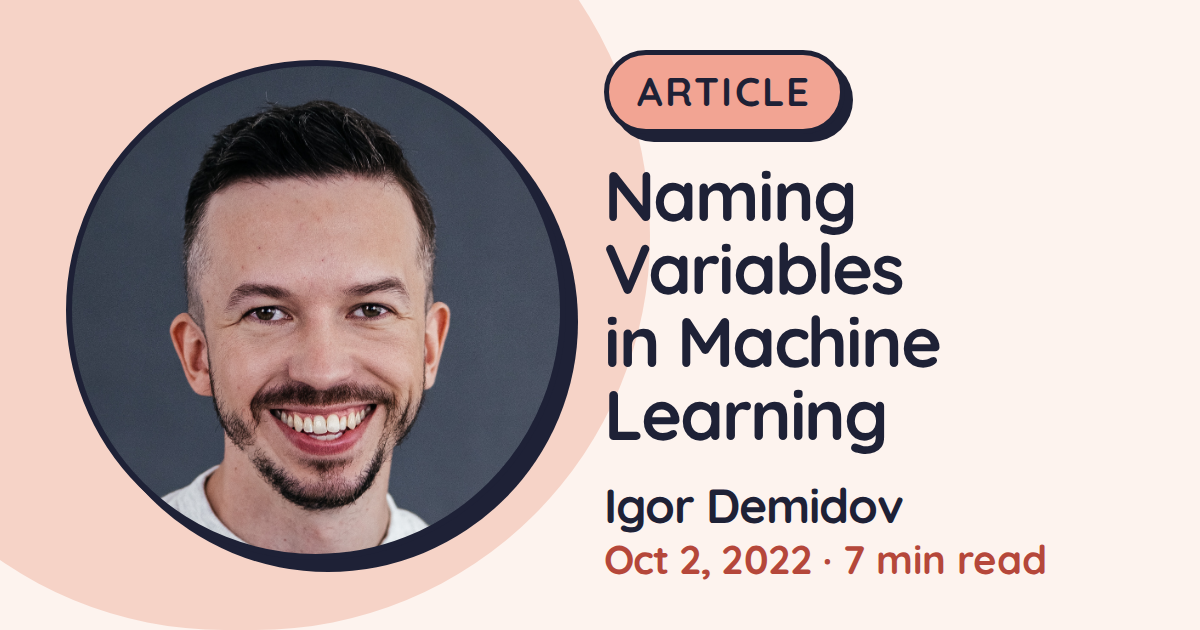 ARTICLE
Naming
Variables
in Machine
Learning
Igor Demidov
Oct 2, 2022 · 7 min read